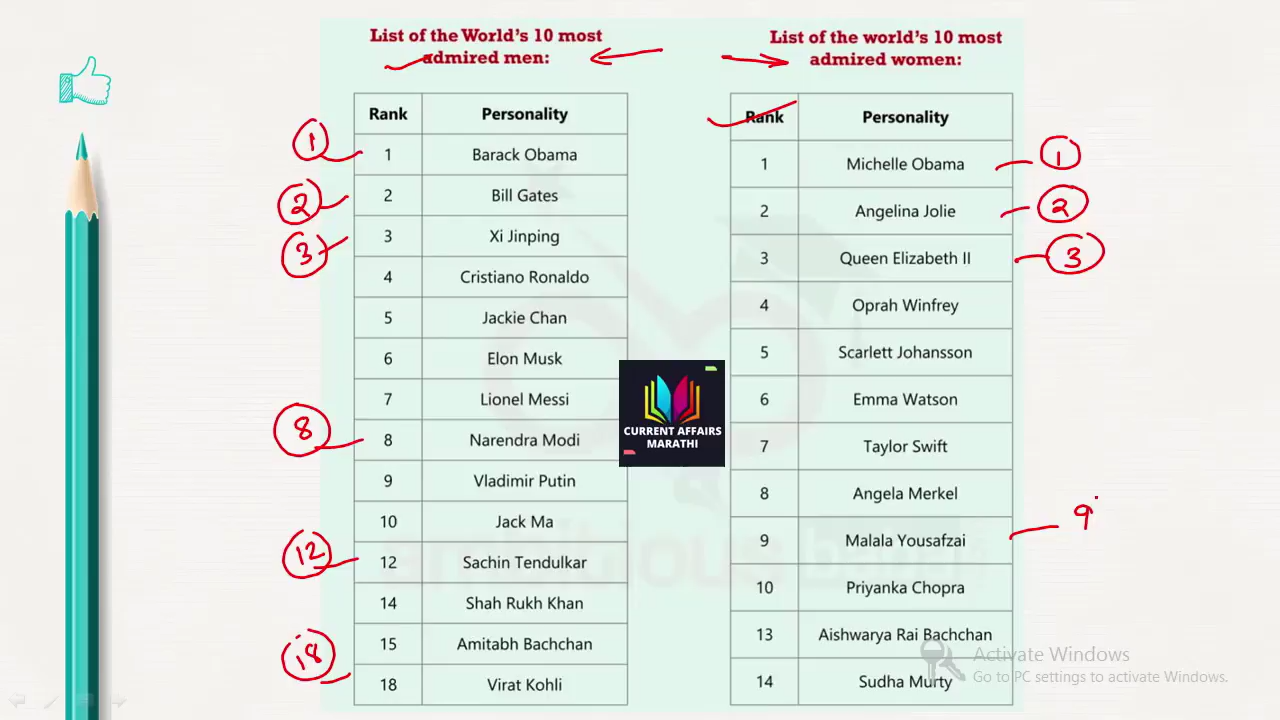 List of the World's 10 most
admired men:
Rank Personality
1 1 Barack Obama
2 2 Bill Gates
3 3 Xi Jinping
4 Cristiano Ronaldo
5 Jackie Chan
6 Elon Musk
7 Lionel Messi
8 8 Narendra Modi
9 Vladimir Putin
10 Jack Ma
12 12 Sachin Tendulkar
14 Shah Rukh Khan
15 Amitabh Bachchan
18 18 Virat Kohli
CURRENT AFFAIRS
MARATHI
List of the world's 10 most
admired women:
Rank Personality
1 Michelle Obama 1
2 Angelina Jolie 2
3 Queen Elizabeth II 3
4 Oprah Winfrey
5 Scarlett Johansson
6 Emma Watson
7 Taylor Swift
8 Angela Merkel
9 Malala Yousafzai 9
10 Priyanka Chopra
13 Aishwarya Rai Bachchan
14 Sudha Murty
Activate Windows
Go to PC settings to activate Windows.